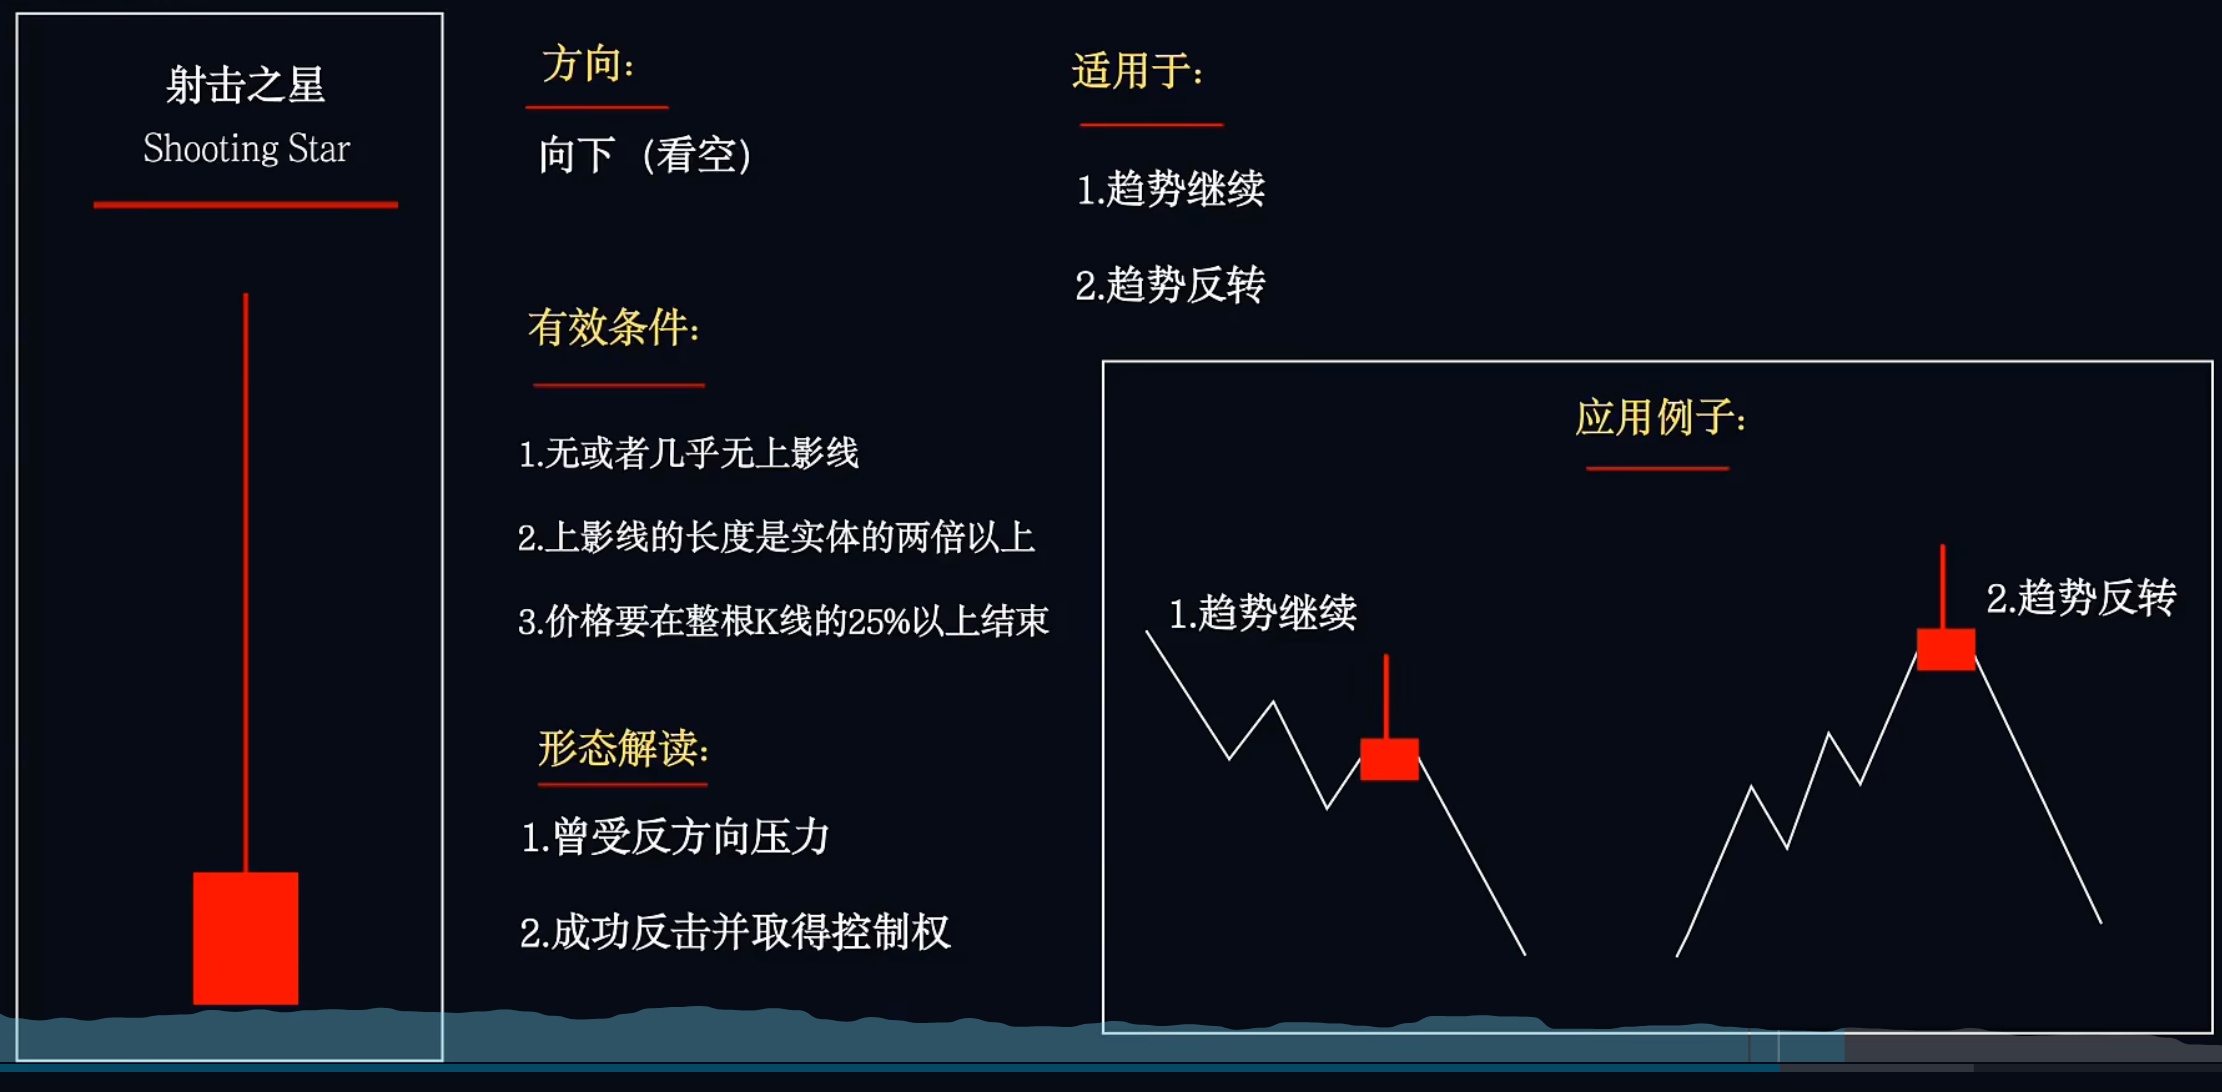 射击之星
Shooting Star
方向:
向下 (看空)
有效条件:
1.无或者几乎无上影线
2.上影线的长度是实体的两倍以上
3.价格要在整根K线的25%以上结束
形态解读:
1.曾受反方向压力
2.成功反击并取得控制权
适用于:
1.趋势继续
2.趋势反转
应用例子:
1.趋势继续
2.趋势反转